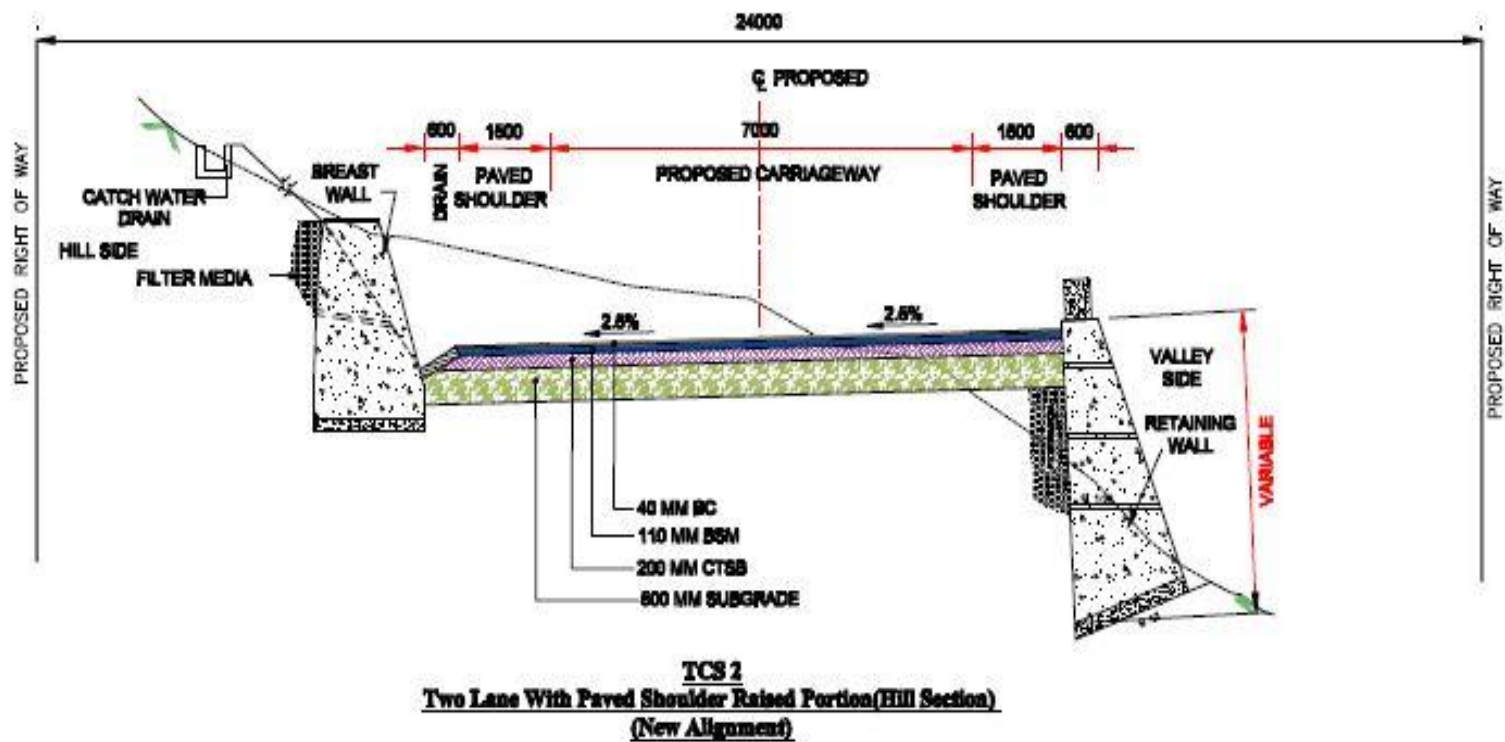 24000
℄ PROPOSED
600
1500
7000
1500
600
PROPOSED RIGHT OF WAY
CATCH WATER
DRAIN
HILL SIDE
FILTER MEDIA
BREAST
WALL
DRAIN
PAVED
SHOULDER
PROPOSED CARRIAGEWAY
PAVED
SHOULDER
2.5%
2.5%
VALLEY
SIDE
RETAINING
WALL
VARIABLE
PROPOSED RIGHT OF WAY
40 MM BC
110 MM BSM
200 MM CTSB
500 MM SUBGRADE
TCS 2
Two Lane With Paved Shoulder Raised Portion(Hill Section)
(New Alignment)